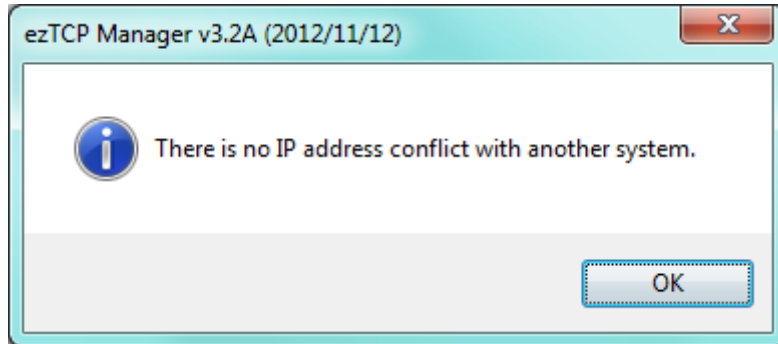 ezTCP Manager v3.2A (2012/11/12)
There is no IP address conflict with another system.
OK